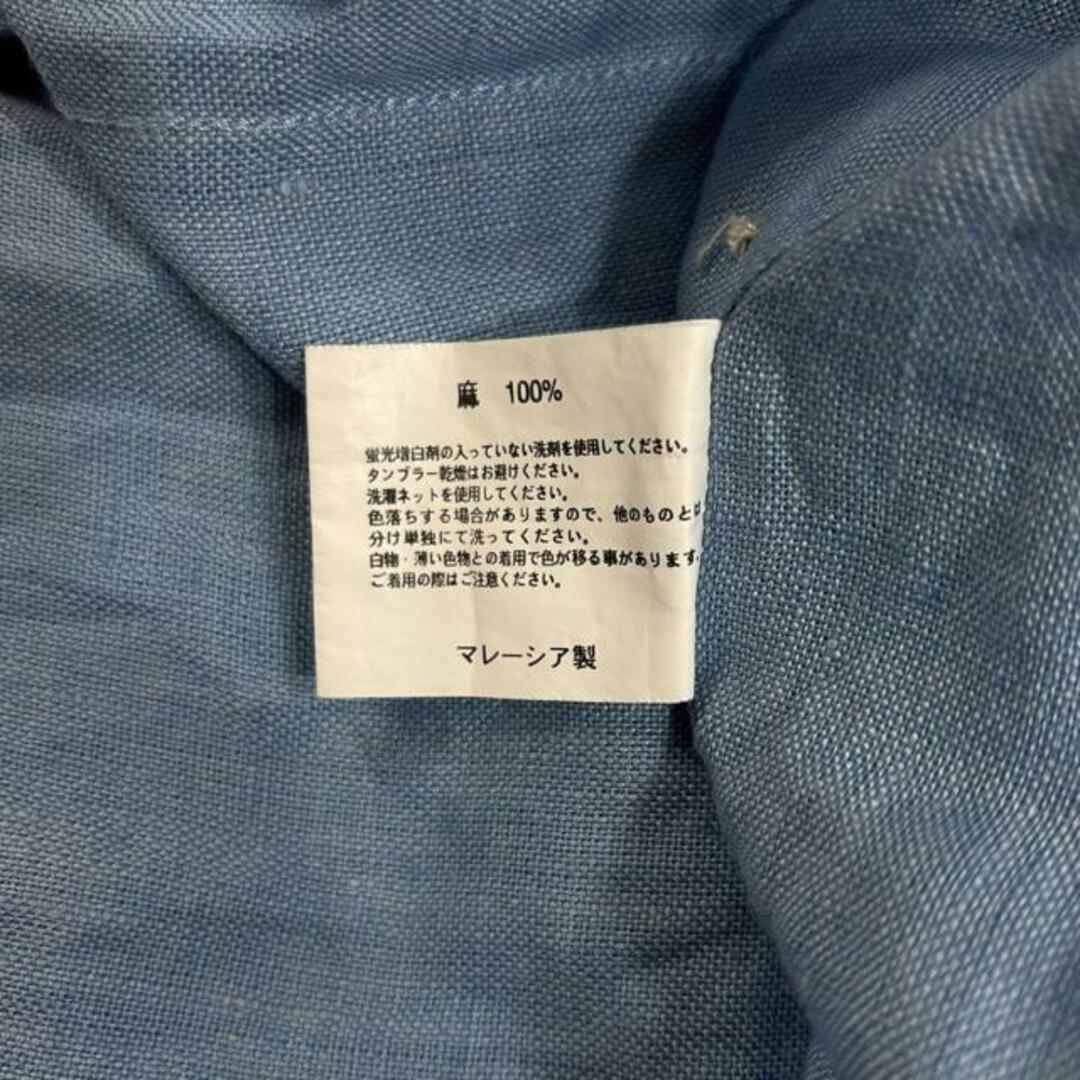 麻 100%
蛍光増白剤の入っていない洗剤を使用してください。
タンブラー乾燥はお避けください。
洗濯ネットを使用してください。
色落ちする場合がありますので、他のものとは
分け単独にて洗ってください。
白物・薄い色物との着用で色が移る事があります。
ご着用の際はご注意ください。
マレーシア製